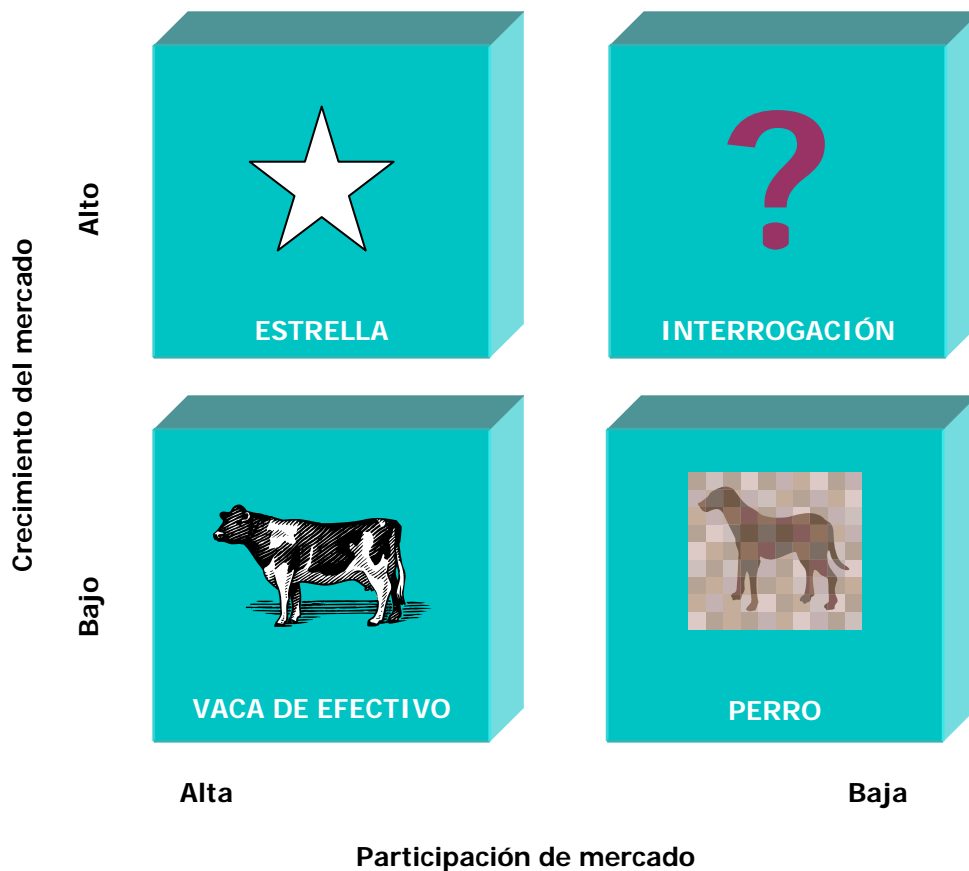 Crecimiento del mercado
Alto
ESTRELLA
?
INTERROGACIÓN
Bajo
VACA DE EFECTIVO
PERRO
Alta
Baja
Participación de mercado